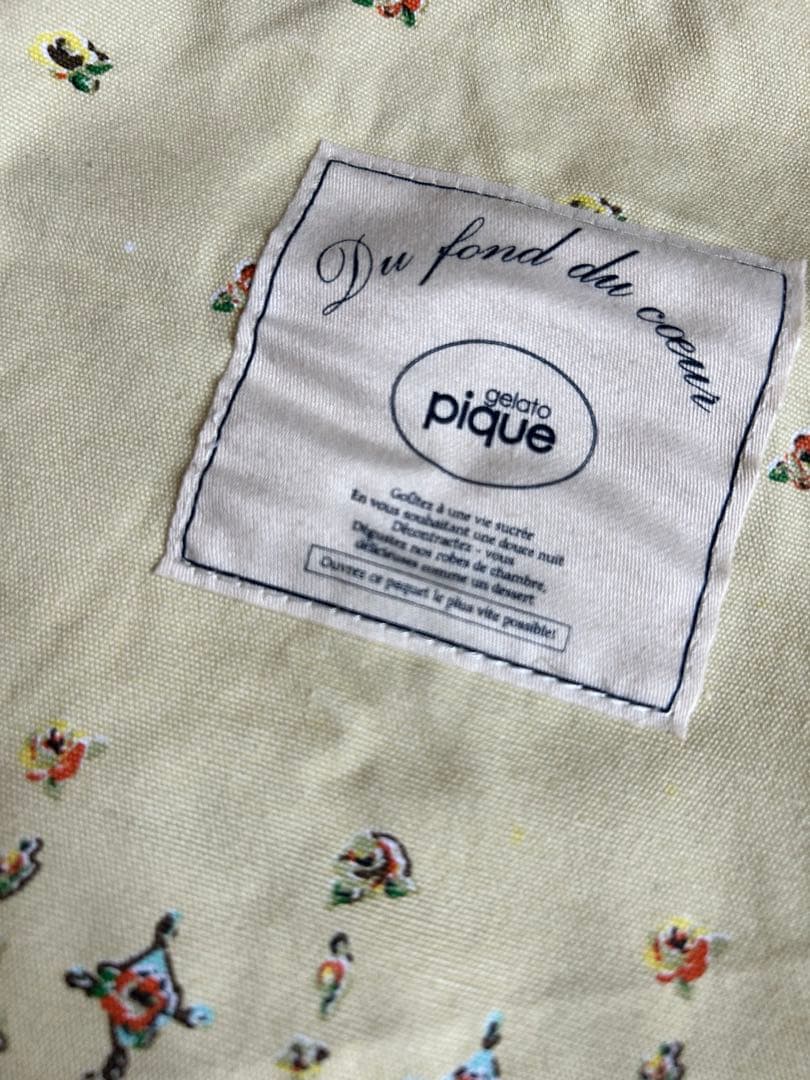 Du fond du cœur
gelato
pique
Goûtez à une vie sucrée
En vous souhaitant une douce nuit
Décontractez - vous
Dégustez nos robes de chambre,
délicieuses comme un dessert
Ouvrez ce paquet le plus vite possible!